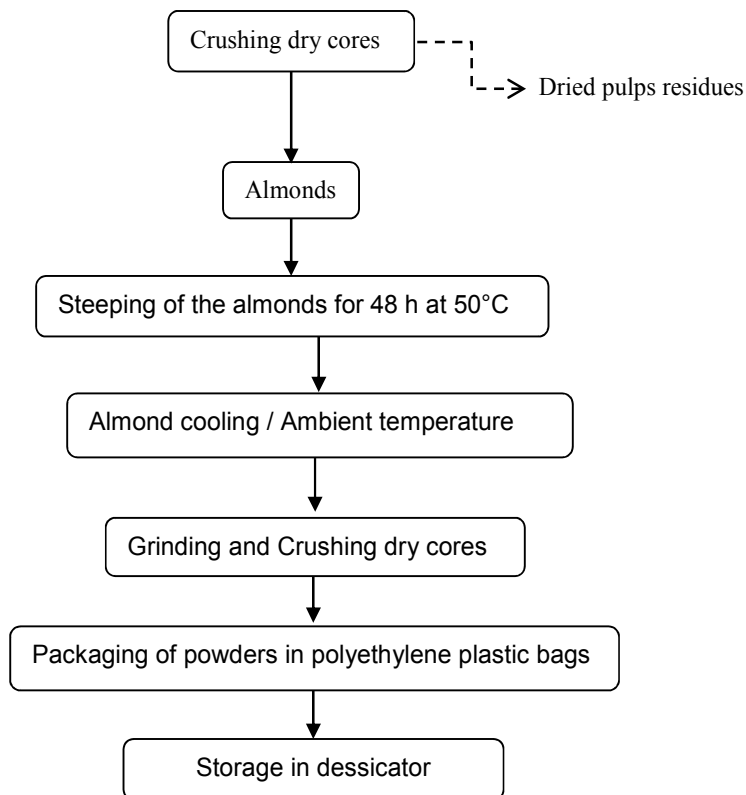 Crushing dry cores
Dried pulps residues
Almonds
Steeping of the almonds for 48 h at 50°C
Almond cooling / Ambient temperature
Grinding and Crushing dry cores
Packaging of powders in polyethylene plastic bags
Storage in dessicator